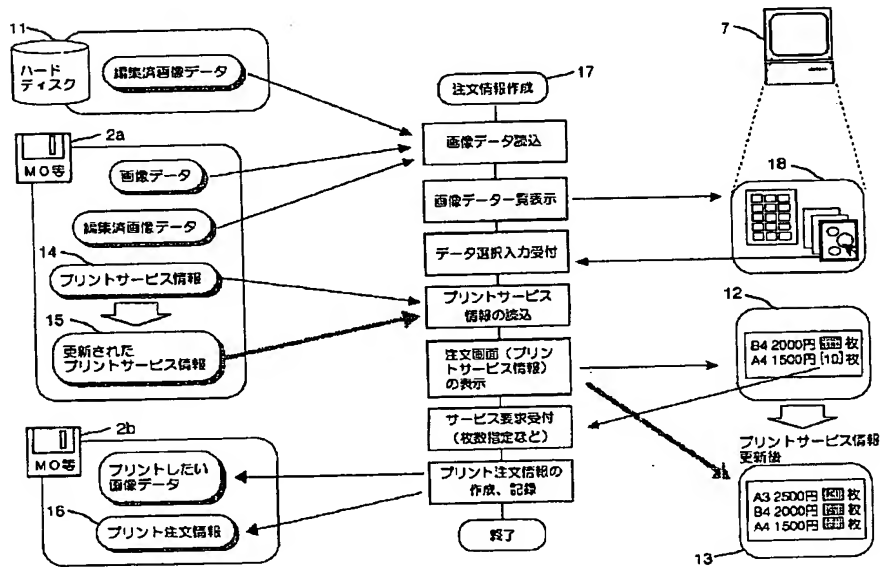 11
ハード
ディスク
編集済画像データ
2a
MO等
画像データ
編集済画像データ
14
プリントサービス情報
15
更新された
プリントサービス情報
2b
MO等
プリントしたい
画像データ
16
プリント注文情報
17
注文情報作成
画像データ読込
画像データ一覧表示
データ選択入力受付
プリントサービス
情報の読込
注文画面(プリン
トサービス情報)
の表示
サービス要求受付
(枚数指定など)
プリント注文情報の
作成、記録
終了
7
18
12
B4 2000円 枚
A4 1500円 [10] 枚
プリントサービス情報
更新後
A3 2500円 枚
B4 2000円 枚
A4 1500円 枚
13